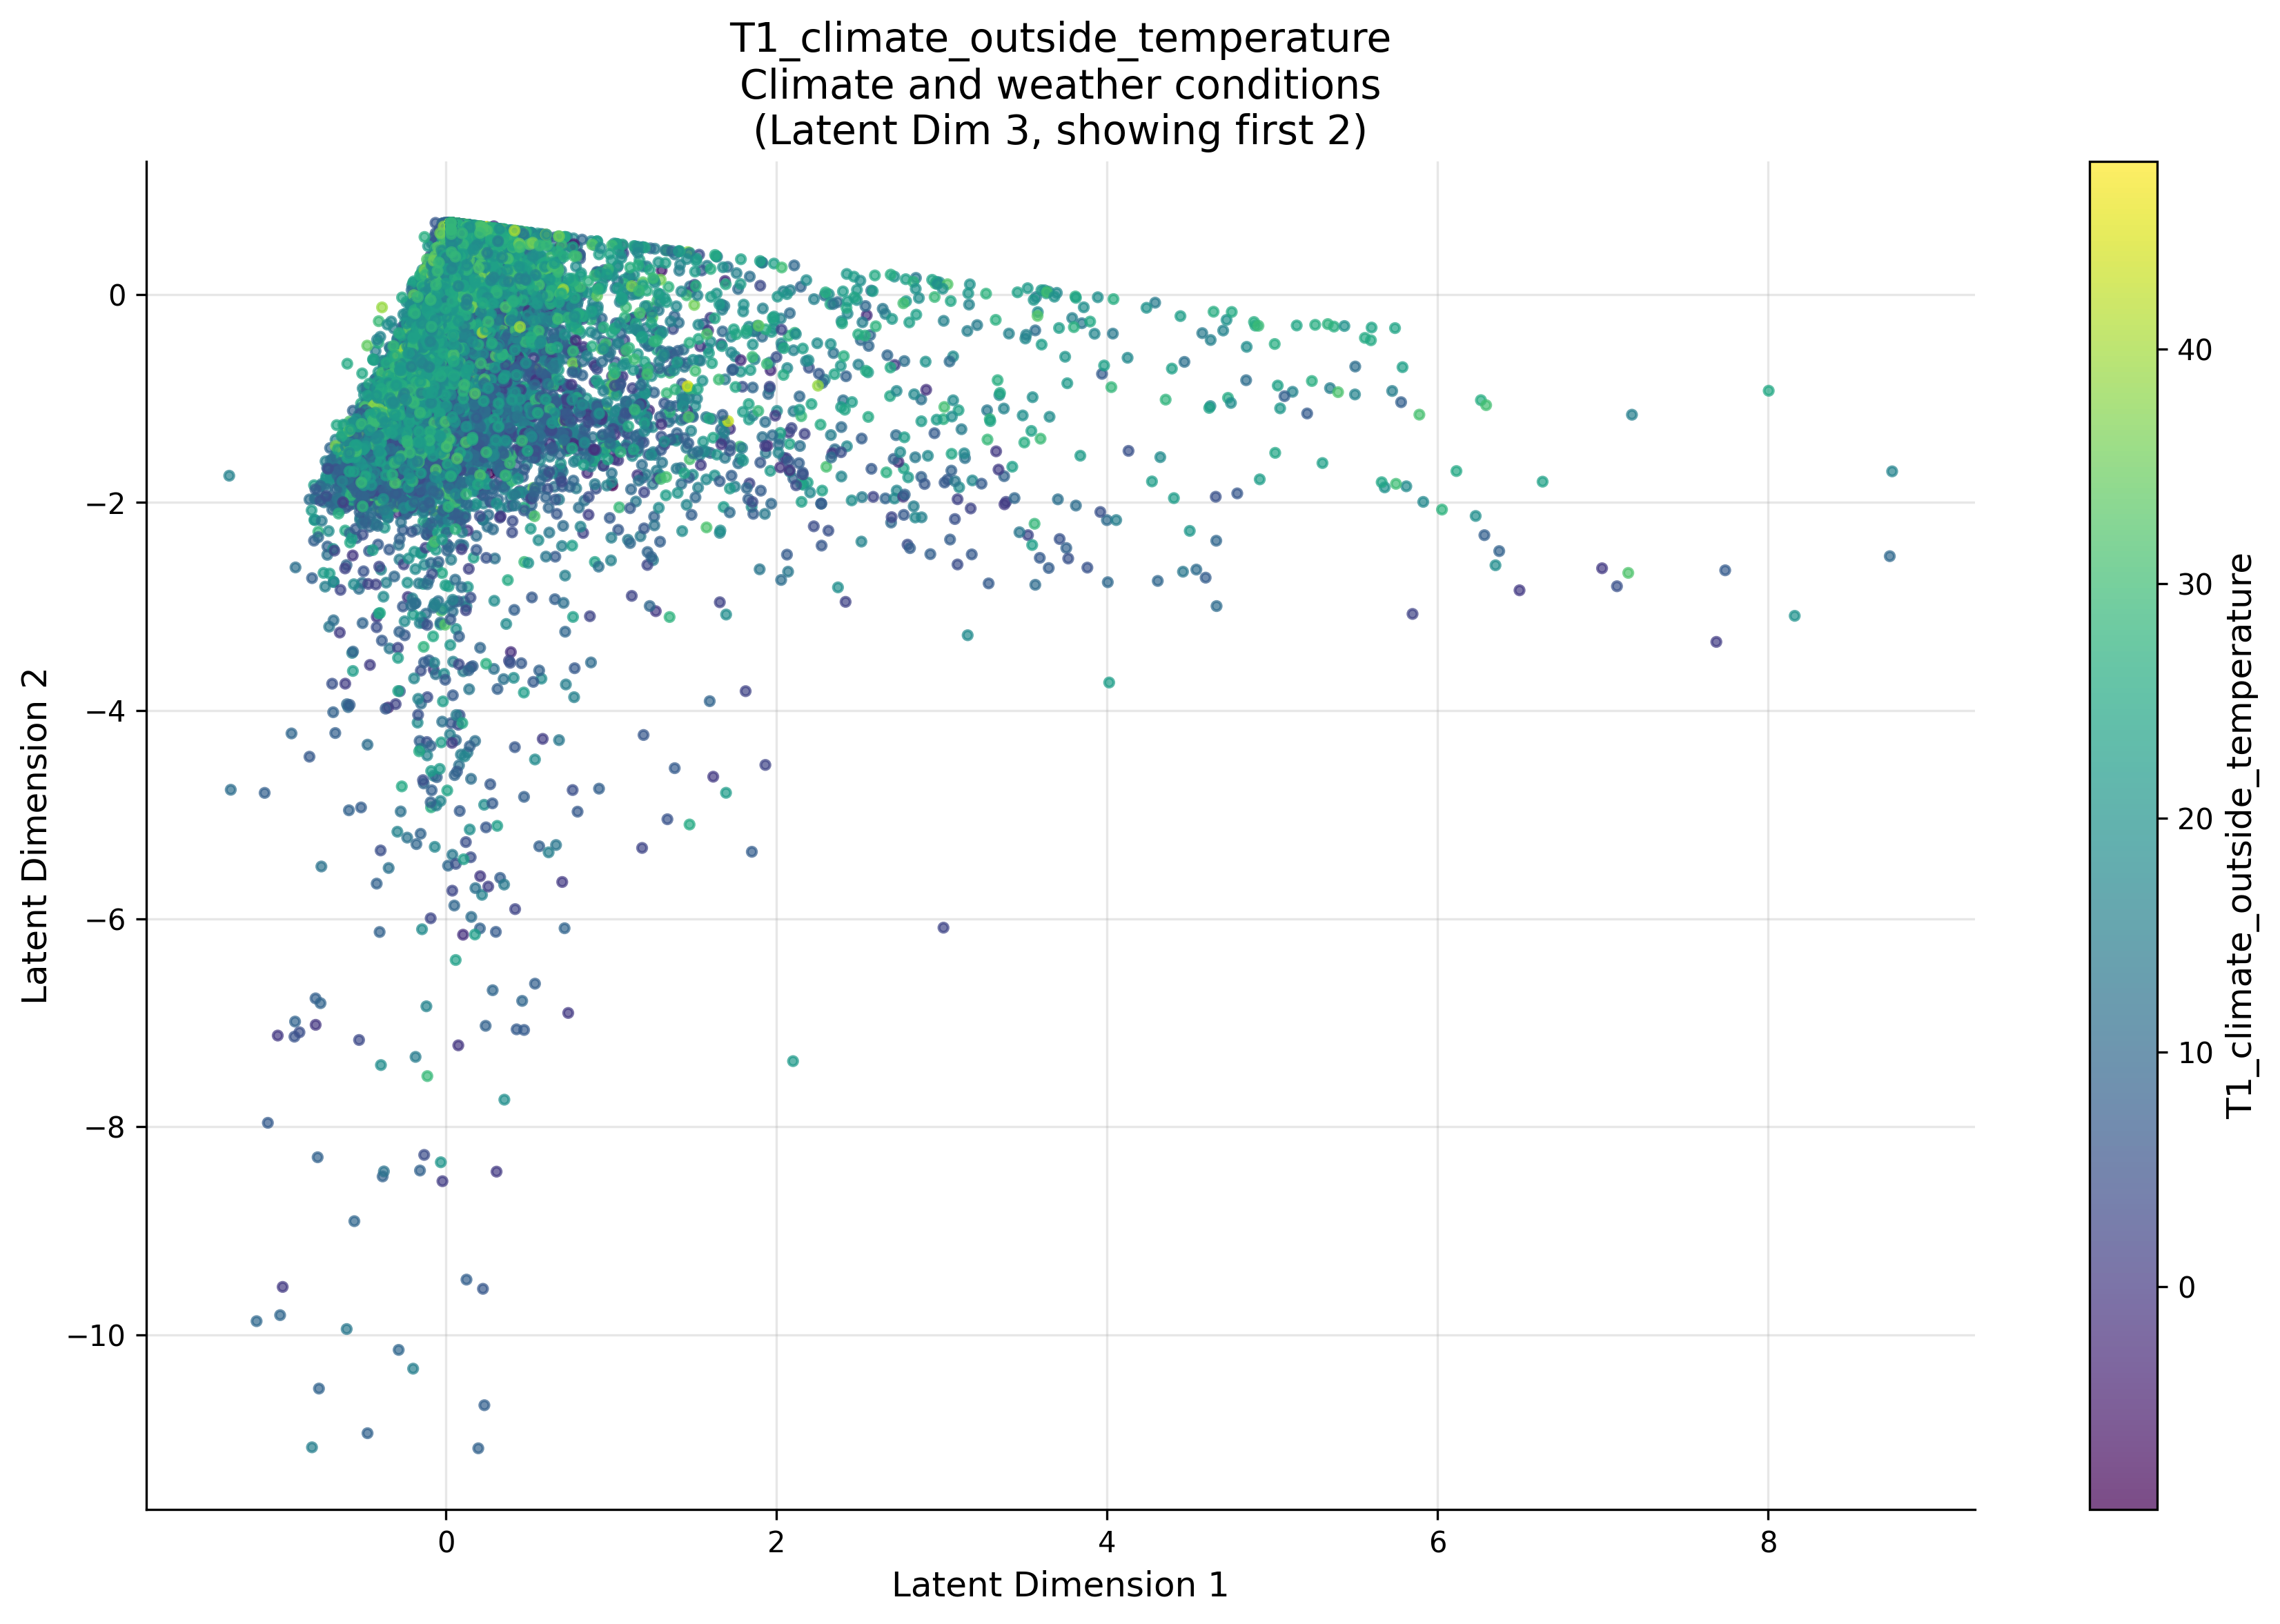 T1_climate_outside_temperature
Climate and weather conditions
(Latent Dim 3, showing first 2)
0
−2
−4
−6
−8
−10
Latent Dimension 2
0
2
4
6
8
Latent Dimension 1
40
30
20
10
0
T1_climate_outside_temperature